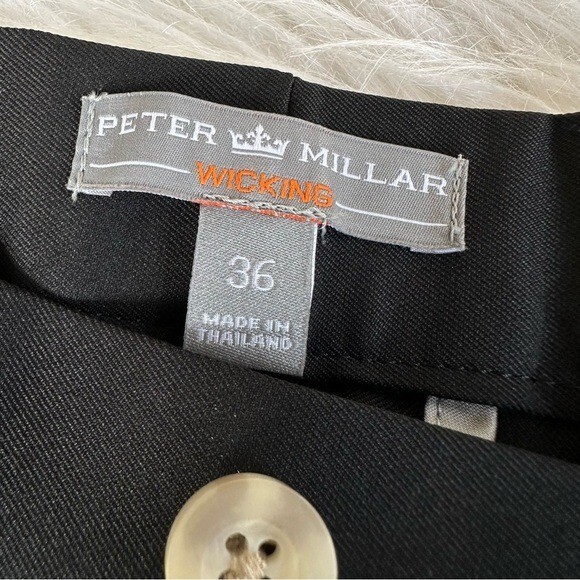 PETER MILLAR
WICKING
36
MADE IN
THAILAND